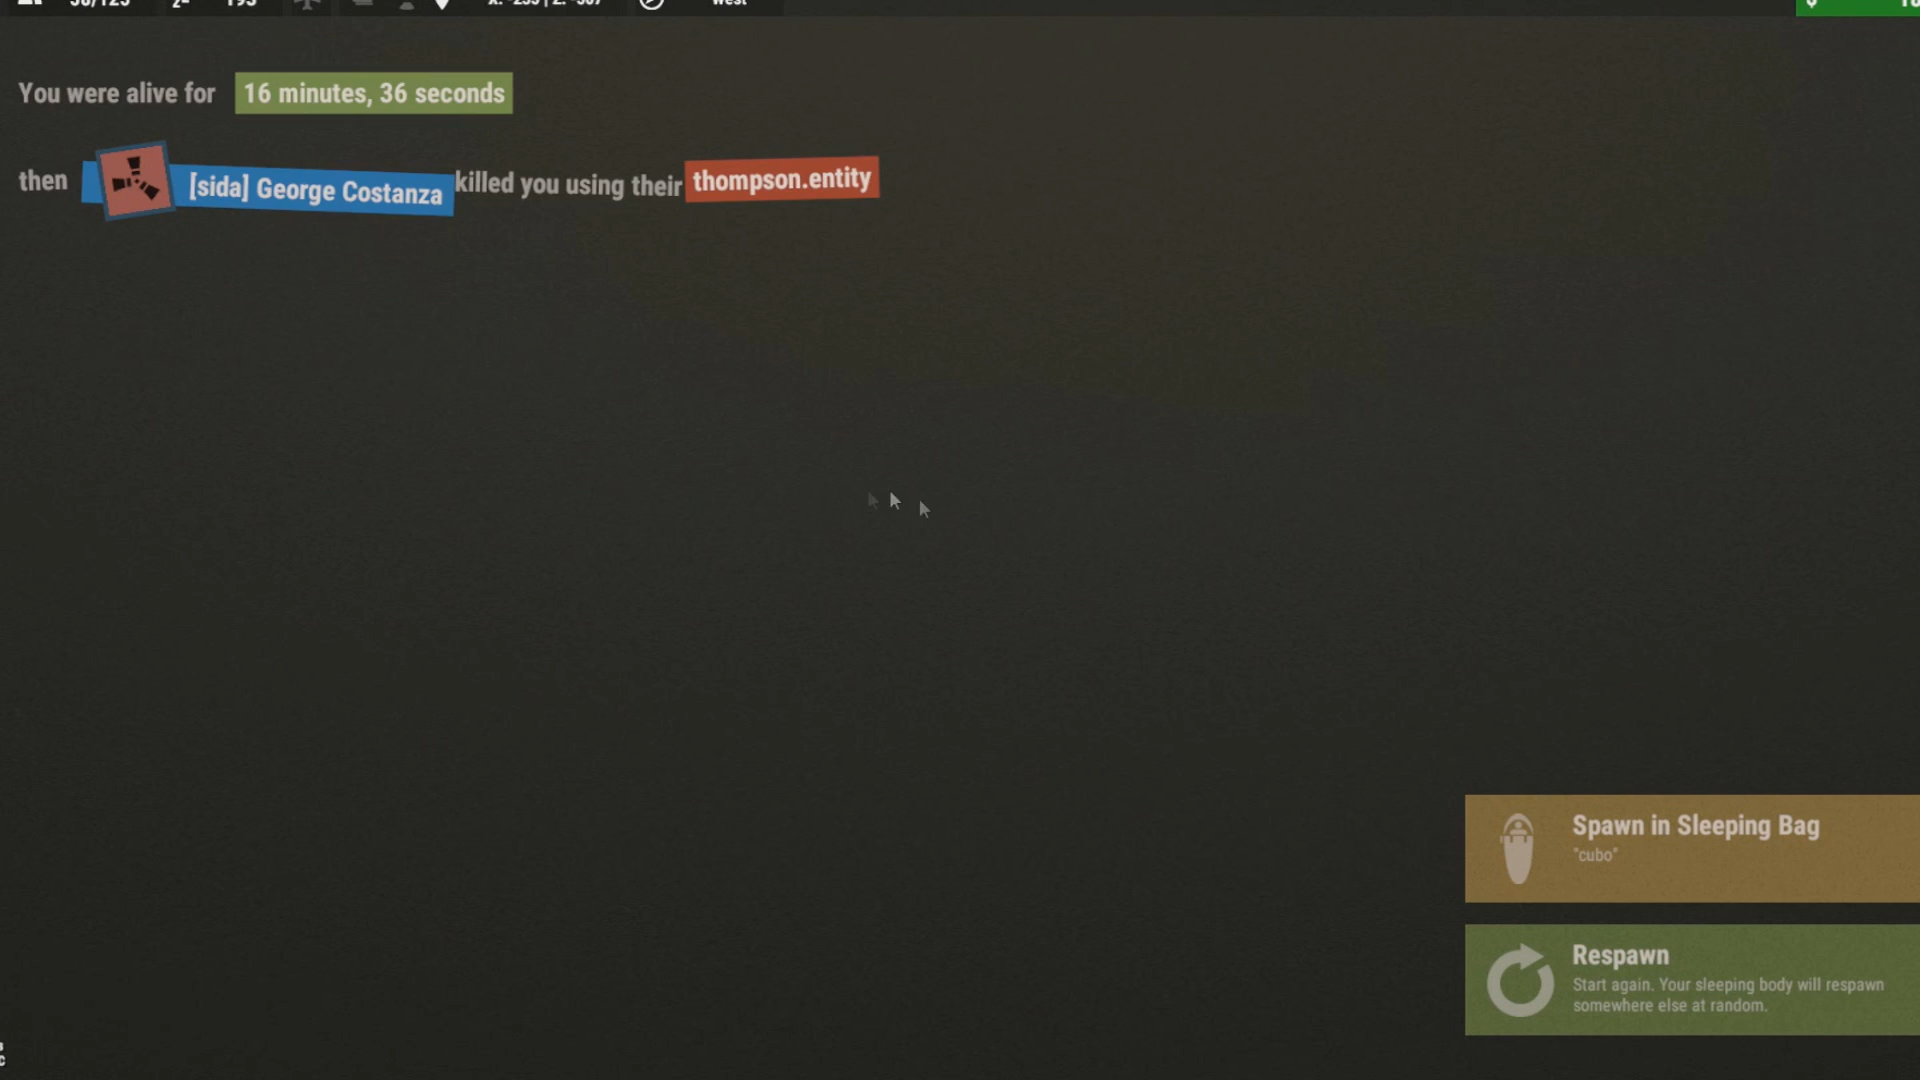 You were alive for 16 minutes, 36 seconds
then [sida] George Costanza killed you using their thompson.entity
Spawn in Sleeping Bag
"cubo"
Respawn
Start again. Your sleeping body will respawn
somewhere else at random.